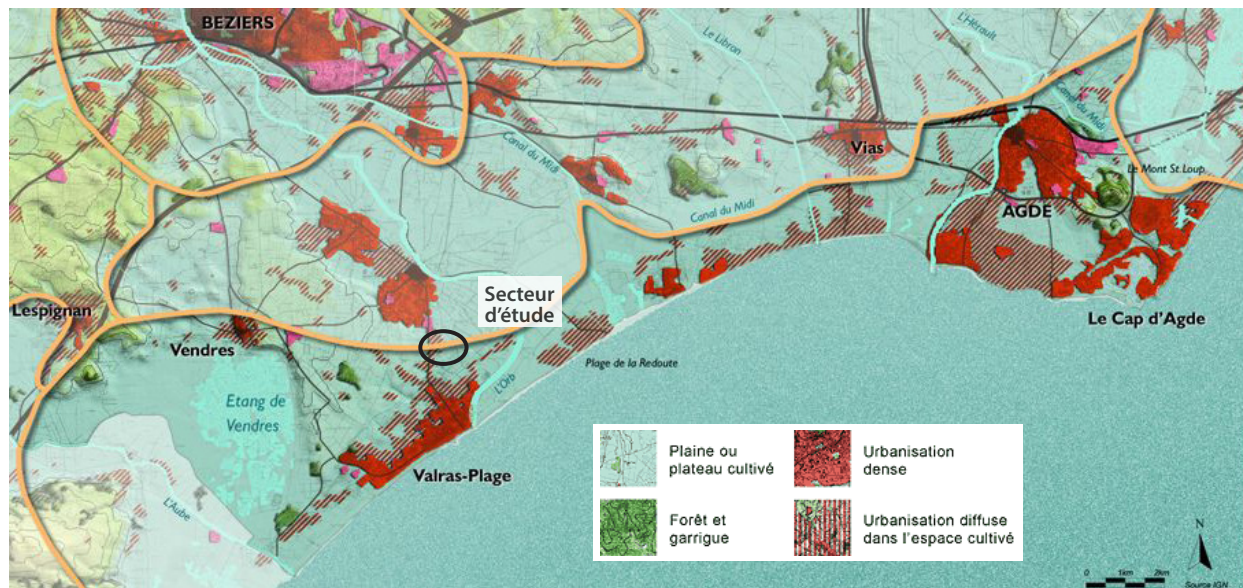 BEZIERS
Le Libron
L'Hérault
Canal du Midi
Canal du Midi
Vias
Le Mont St Loup
Canal du Midi
AGDE
Secteur
d'étude
Lespignan
Vendres
Le Cap d'Agde
Plage de la Redoute
L'Orb
Etang de
Vendres
Valras-Plage
L'Aube
Plaine ou
plateau cultivé
Urbanisation
dense
Forêt et
garrigue
Urbanisation diffuse
dans l'espace cultivé
N
0 1km 2km
Source IGN